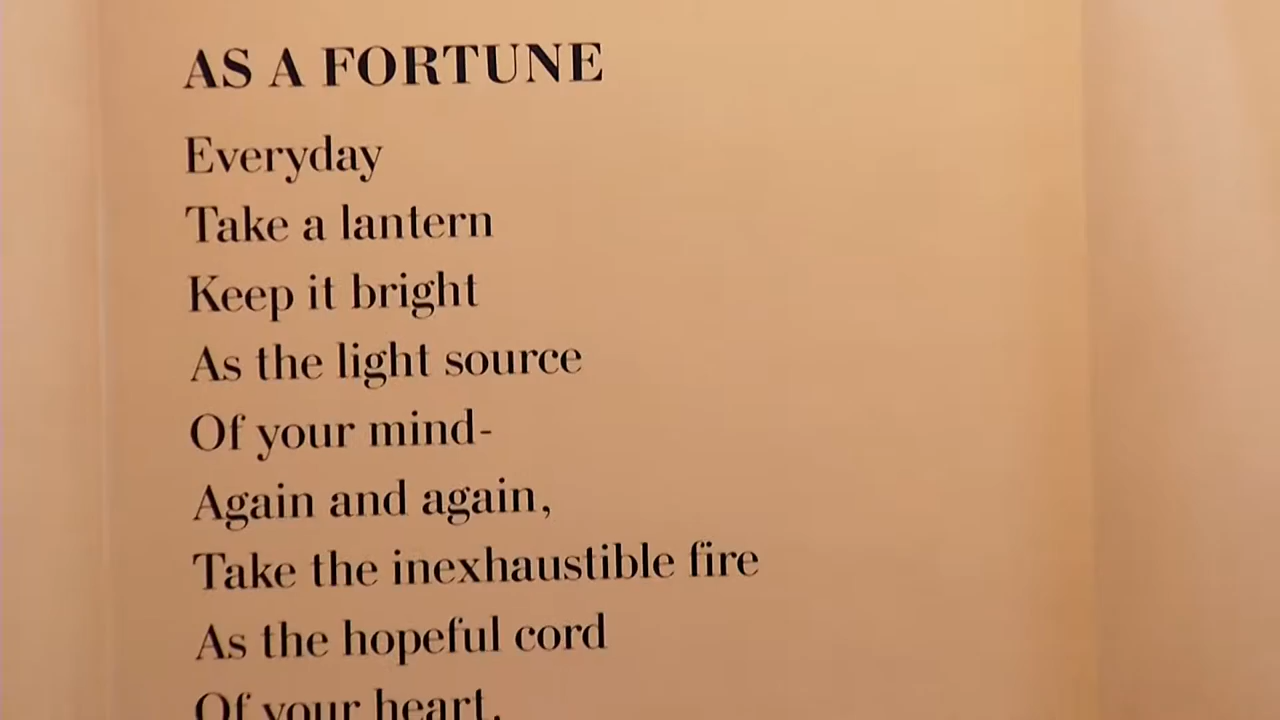 AS A FORTUNE
Everyday
Take a lantern
Keep it bright
As the light source
Of your mind-
Again and again,
Take the inexhaustible fire
As the hopeful cord
Of your heart.